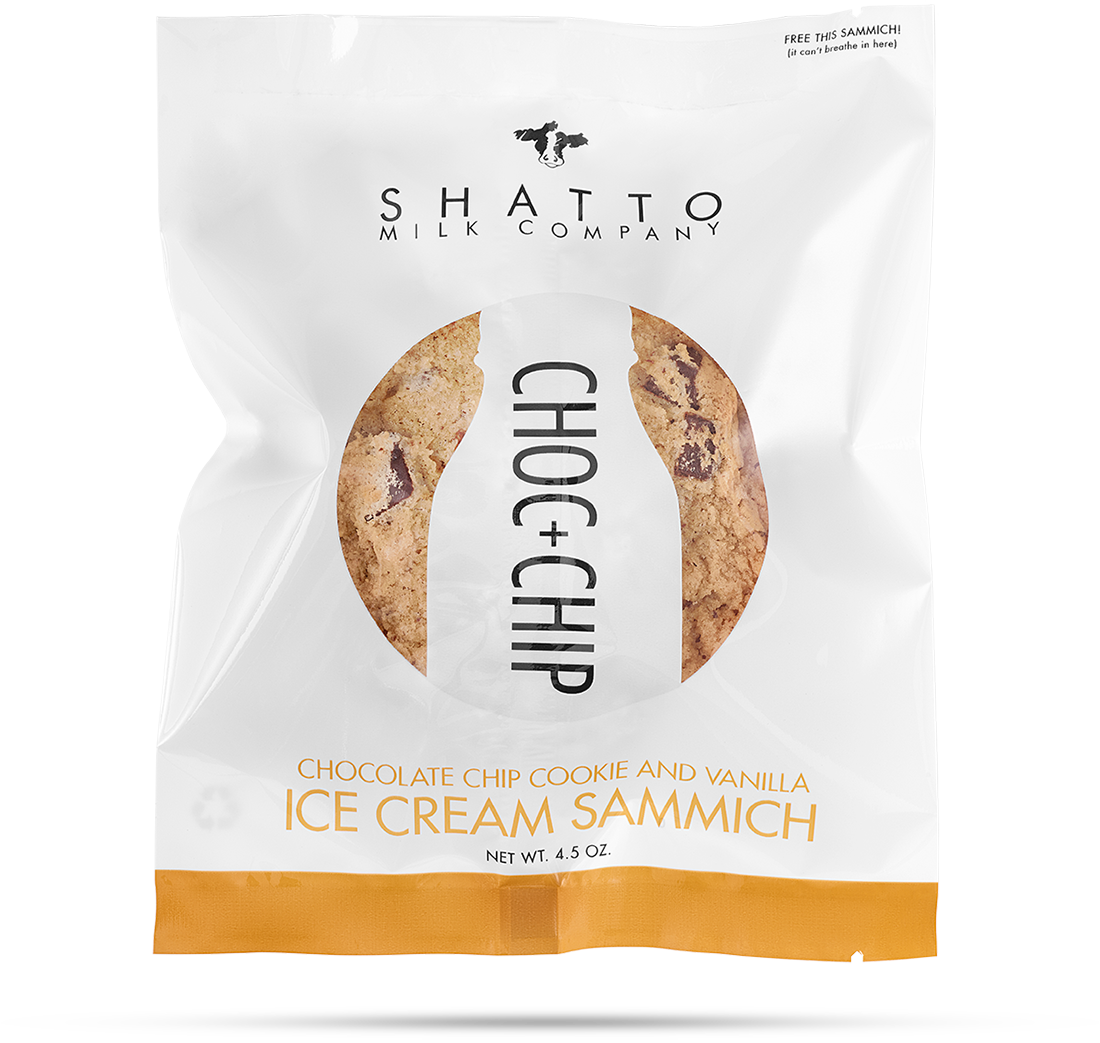 FREE THIS SAMMICH!
(it can't breathe in here)
SHATTO
MILK COMPANY
CHOC+CHIP
CHOCOLATE CHIP COOKIE AND VANILLA
ICE CREAM SAMMICH
NET WT. 4.5 OZ.